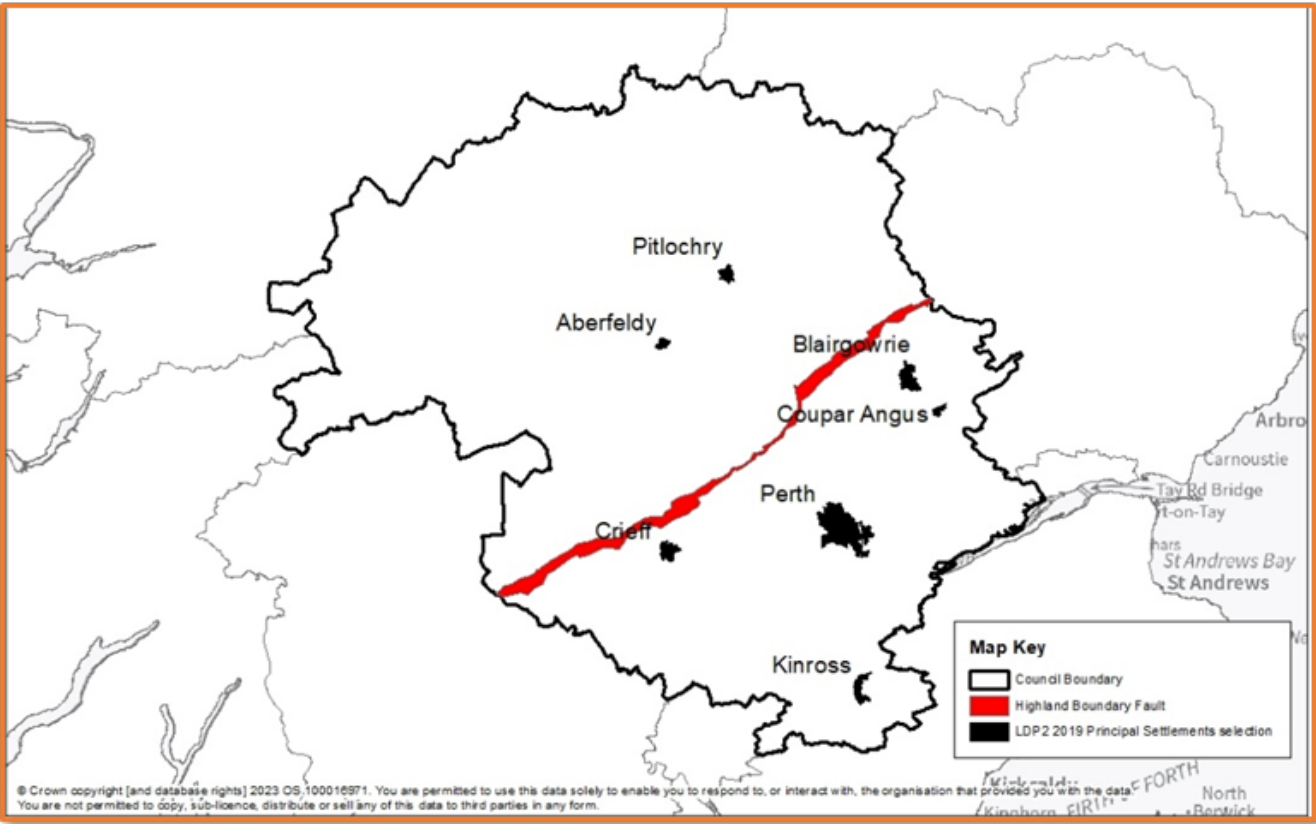 Pitlochry
Aberfeldy
Blairgowrie
Coupar Angus
Arbro
Carnoustie
Perth
Tay Rd Bridge
rt-on-Tay
Crieff
hars
St Andrews Bay
St Andrews
Kinross
Map Key
Council Boundary
Highland Boundary Fault
LDP2 2019 Principal Settlements selection
FIRTH OF FORTH
© Crown copyright [and database rights] 2023 OS 100016971. You are permitted to use this data solely to enable you to respond to, or interact with, the organisation that provided you with the data.
You are not permitted to copy, sub-licence, distribute or sell any of this data to third parties in any form.
North
Berwick